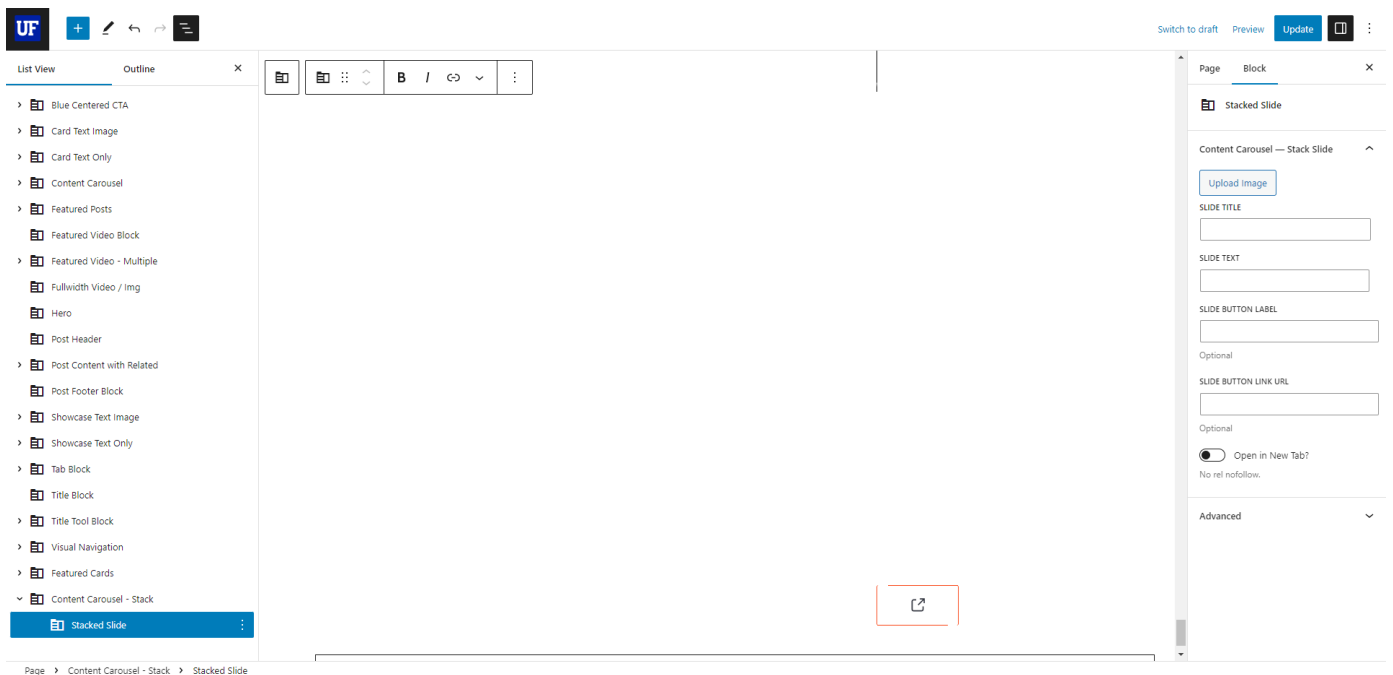 UF
Switch to draft Preview Update
List View Outline
Blue Centered CTA
Card Text Image
Card Text Only
Content Carousel
Featured Posts
Featured Video Block
Featured Video - Multiple
Fullwidth Video / Img
Hero
Post Header
Post Content with Related
Post Footer Block
Showcase Text Image
Showcase Text Only
Tab Block
Title Block
Title Tool Block
Visual Navigation
Featured Cards
Content Carousel - Stack
Stacked Slide
B I
Page Block
Stacked Slide
Content Carousel — Stack Slide
Upload Image
SLIDE TITLE
SLIDE TEXT
SLIDE BUTTON LABEL
Optional
SLIDE BUTTON LINK URL
Optional
Open in New Tab?
No rel nofollow.
Advanced
Page > Content Carousel - Stack > Stacked Slide